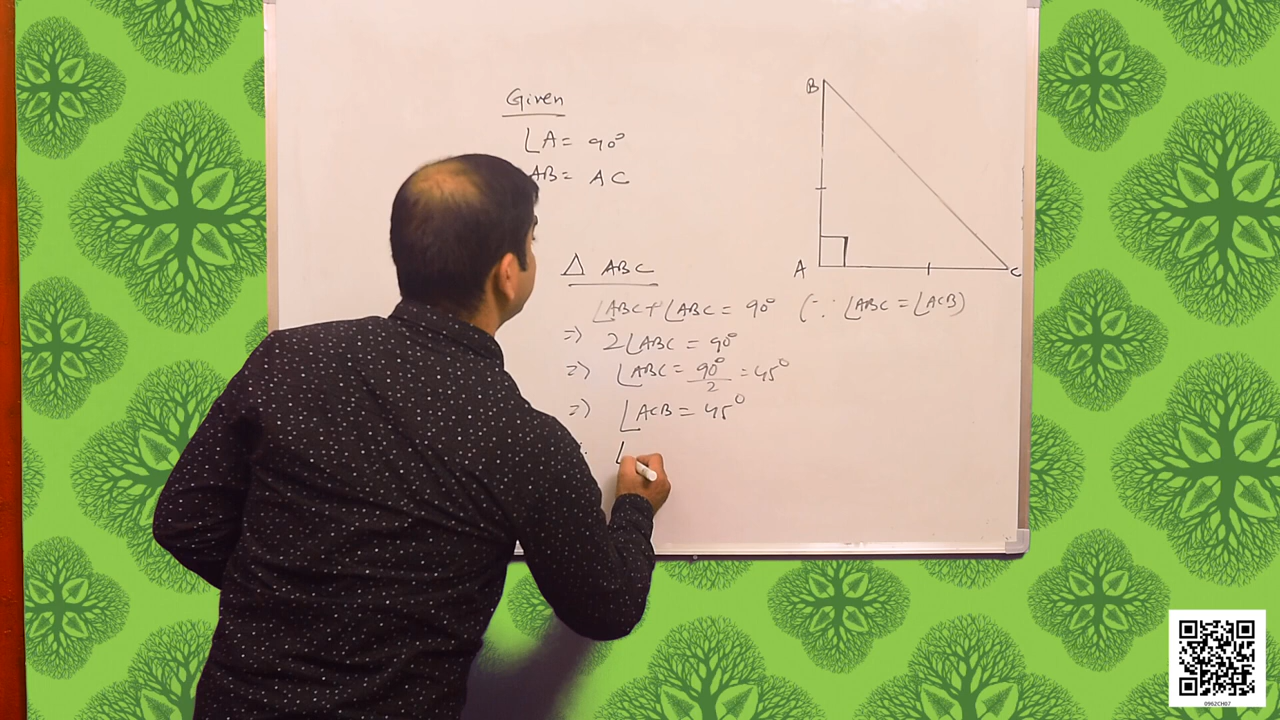 Given
∠A = 90°
AB = AC
B
A
C
△ ABC
∠ABC + ∠ABC = 90° (∵ ∠ABC = ∠ACB)
⇒ 2∠ABC = 90°
⇒ ∠ABC = 90°/2 = 45°
⇒ ∠ACB = 45°
0962CH07